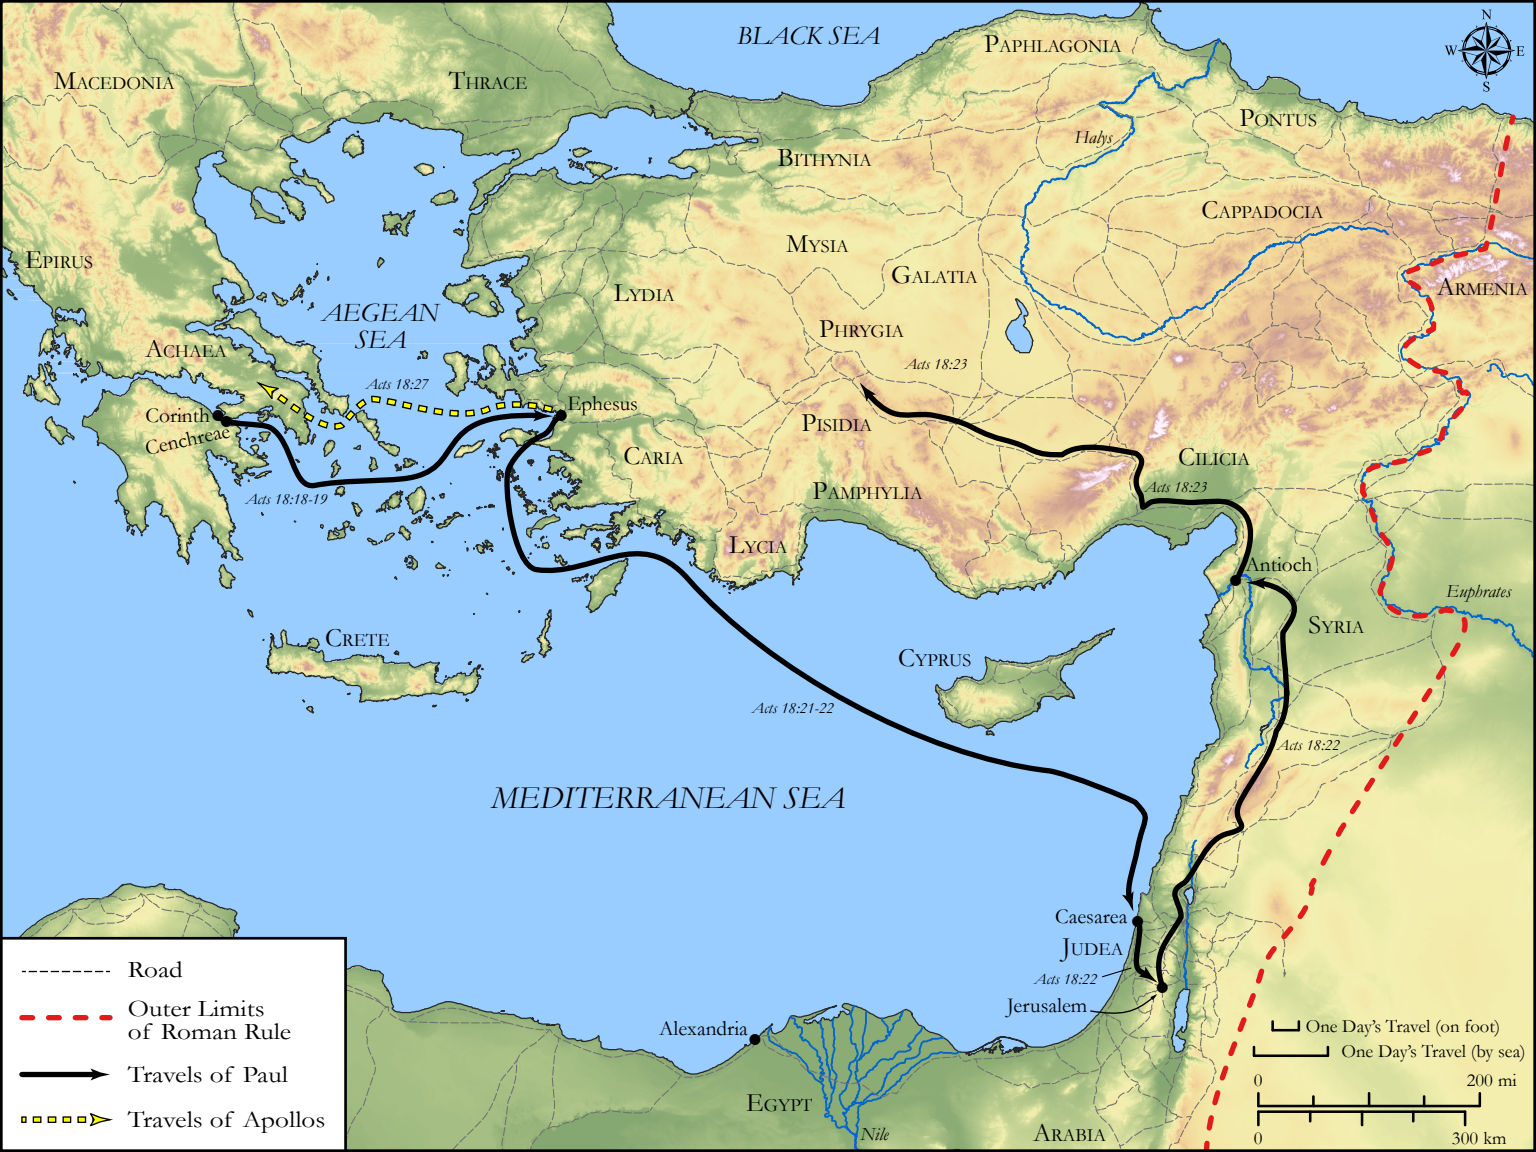 BLACK SEA
PAPHLAGONIA
N
W
E
S
MACEDONIA
THRACE
PONTUS
Halys
BITHYNIA
CAPPADOCIA
MYSIA
EPIRUS
GALATIA
ARMENIA
LYDIA
AEGEAN
SEA
PHRYGIA
ACHAEA
Acts 18:23
Acts 18:27
Ephesus
Corinth
Cenchreae
PISIDIA
CARIA
CILICIA
Acts 18:23
PAMPHYLIA
Acts 18:18-19
LYCIA
Antioch
Euphrates
SYRIA
CRETE
CYPRUS
Acts 18:21-22
Acts 18:22
MEDITERRANEAN SEA
Caesarea
JUDEA
Acts 18:22
Jerusalem
Alexandria
EGYPT
Nile
ARABIA
Road
Outer Limits
of Roman Rule
Travels of Paul
Travels of Apollos
One Day's Travel (on foot)
One Day's Travel (by sea)
0
200 mi
0
300 km